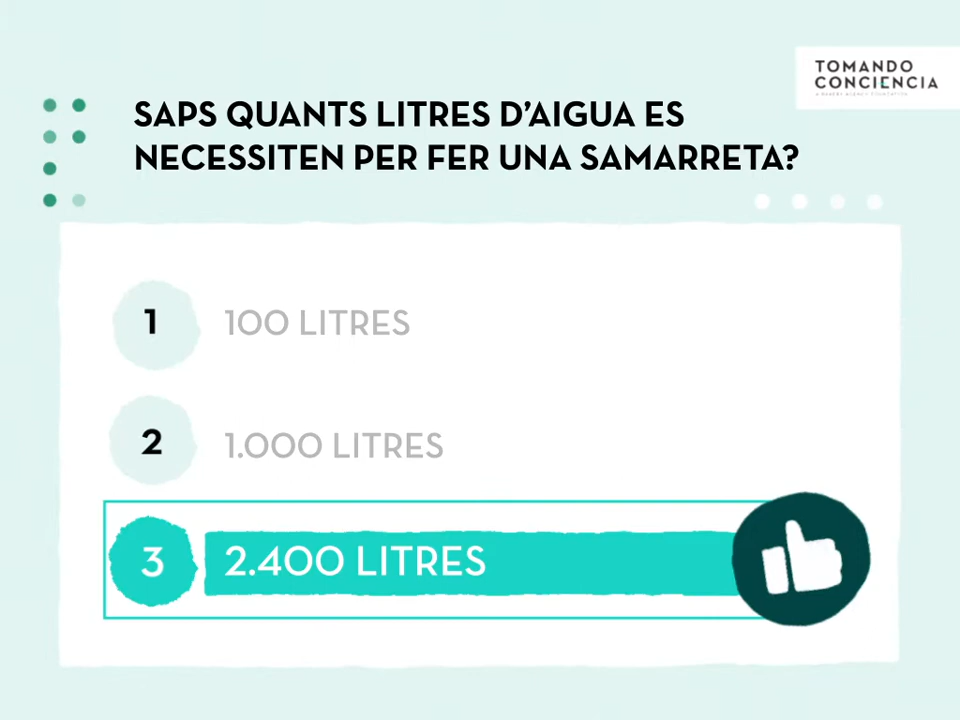 TOMANDO
CONCIENCIA
SAPS QUANTS LITRES D'AIGUA ES
NECESSITEN PER FER UNA SAMARRETA?
1 100 LITRES
2 1.000 LITRES
3 2.400 LITRES